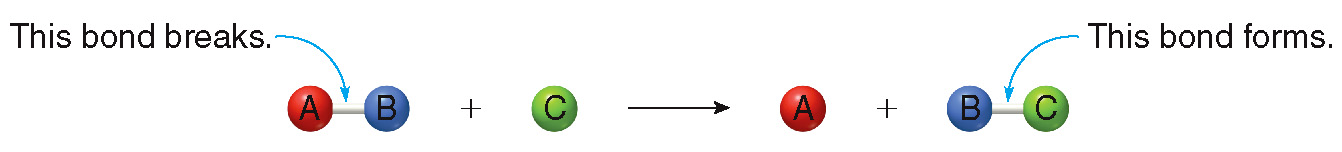 This bond breaks.
This bond forms.
A B + C A + B C